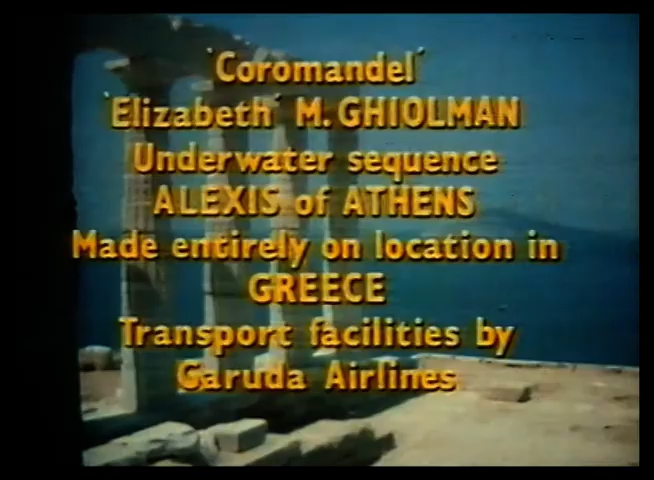 'Coromandel'
'Elizabeth' M. GHIOLMAN
Underwater sequence
ALEXIS of ATHENS
Made entirely on location in
GREECE
Transport facilities by
Garuda Airlines